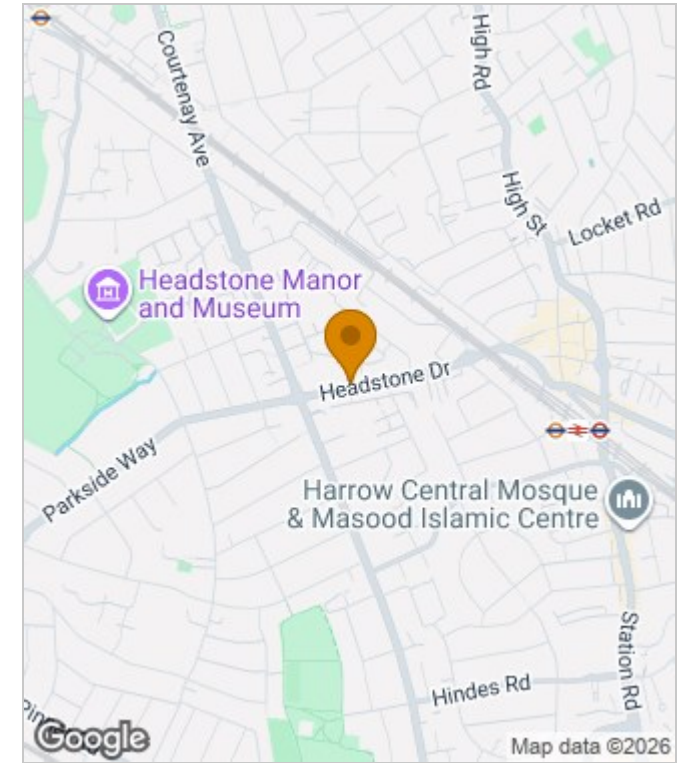 Courtenay Ave
High Rd
High St
Locket Rd
Headstone Manor
and Museum
Headstone Dr
Parkside Way
Harrow Central Mosque
& Masood Islamic Centre
Station Rd
Hindes Rd
Google
Map data ©2026